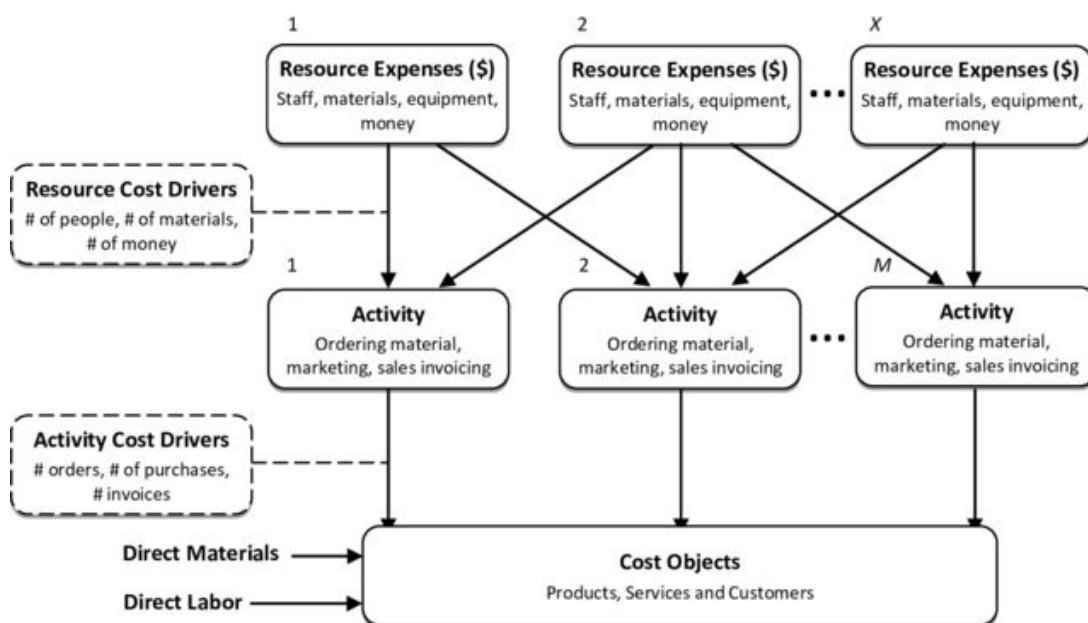 1
2
X
Resource Expenses ($)
Staff, materials, equipment,
money
Resource Expenses ($)
Staff, materials, equipment,
money
Resource Expenses ($)
Staff, materials, equipment,
money
Resource Cost Drivers
# of people, # of materials,
# of money
1
2
M
Activity
Ordering material,
marketing, sales invoicing
Activity
Ordering material,
marketing, sales invoicing
Activity
Ordering material,
marketing, sales invoicing
Activity Cost Drivers
# orders, # of purchases,
# invoices
Direct Materials
Direct Labor
Cost Objects
Products, Services and Customers